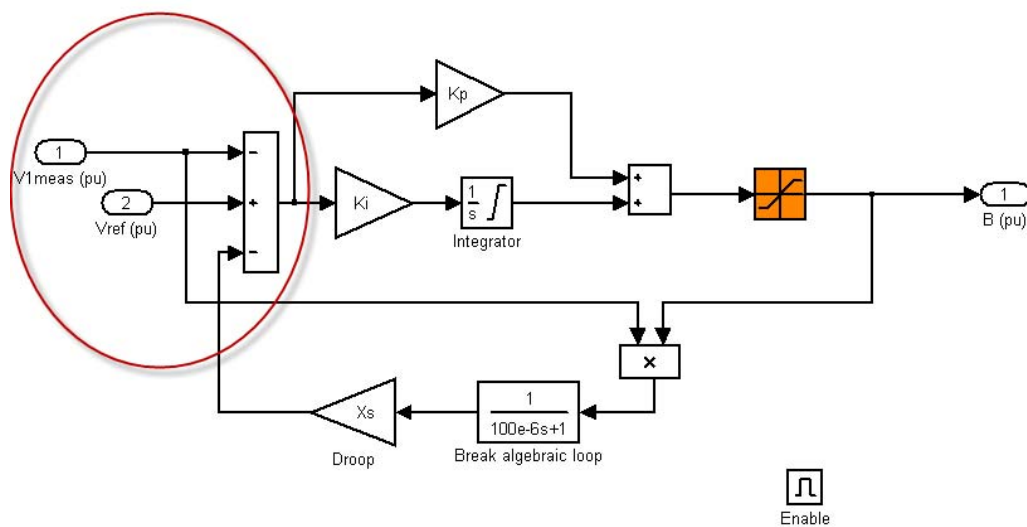 Kp
1
-
V1meas (pu)
2
+
Vref (pu)
-
Ki
1
s
Integrator
+
+
1
B (pu)
×
Xs
Droop
1
100e-6s+1
Break algebraic loop
Enable